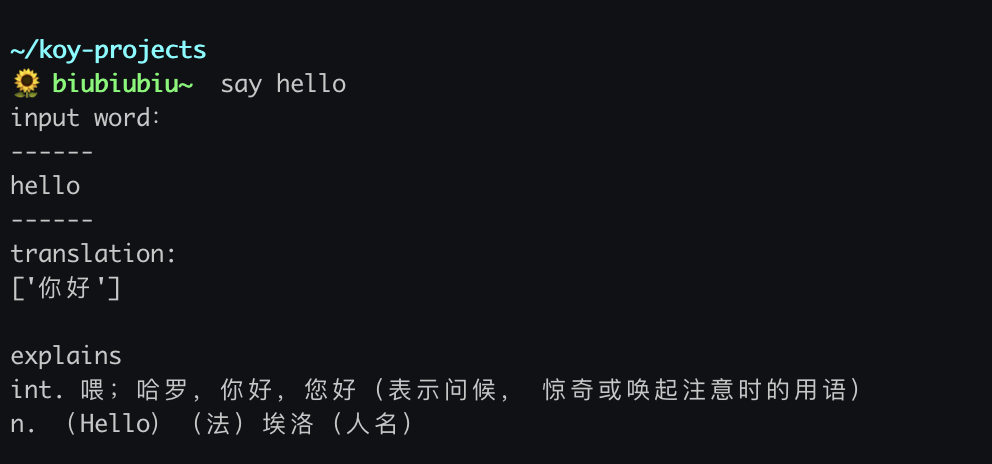 ~/koy-projects
🌻 biubiubiu~  say hello
input word:
------
hello
------
translation:
['你好']
explains
int. 喂；哈罗，你好，您好（表示问候， 惊奇或唤起注意时的用语）
n. （Hello）（法）埃洛（人名）